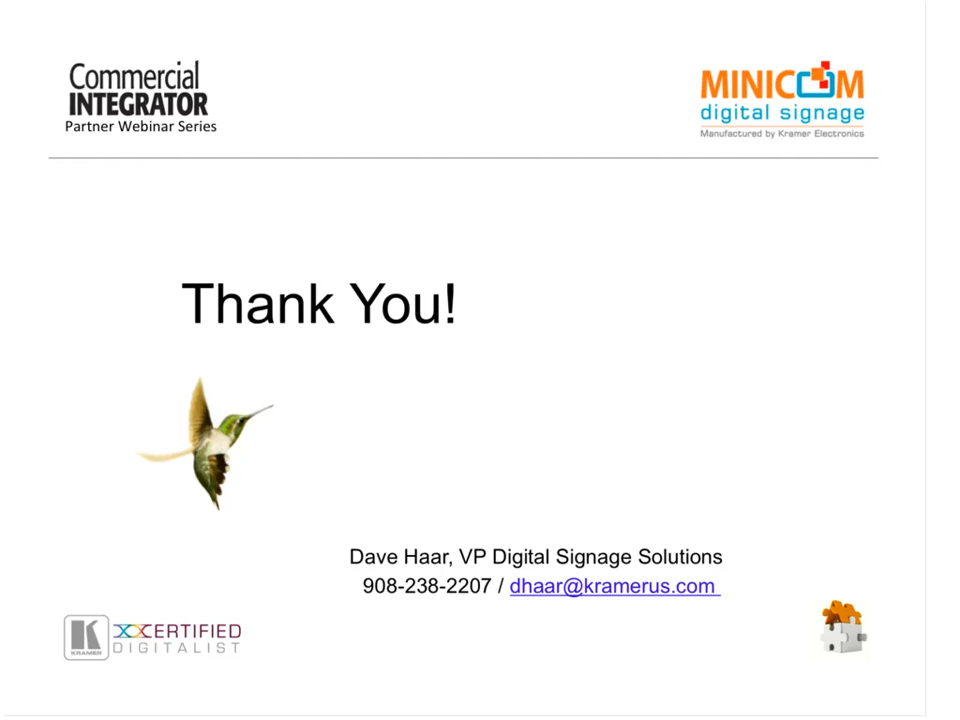 Commercial
INTEGRATOR
Partner Webinar Series
MINICOM
digital signage
Manufactured by Kramer Electronics
Thank You!
Dave Haar, VP Digital Signage Solutions
908-238-2207 / dhaar@kramerus.com
K
KRAMER
CERTIFIED
DIGITALIST